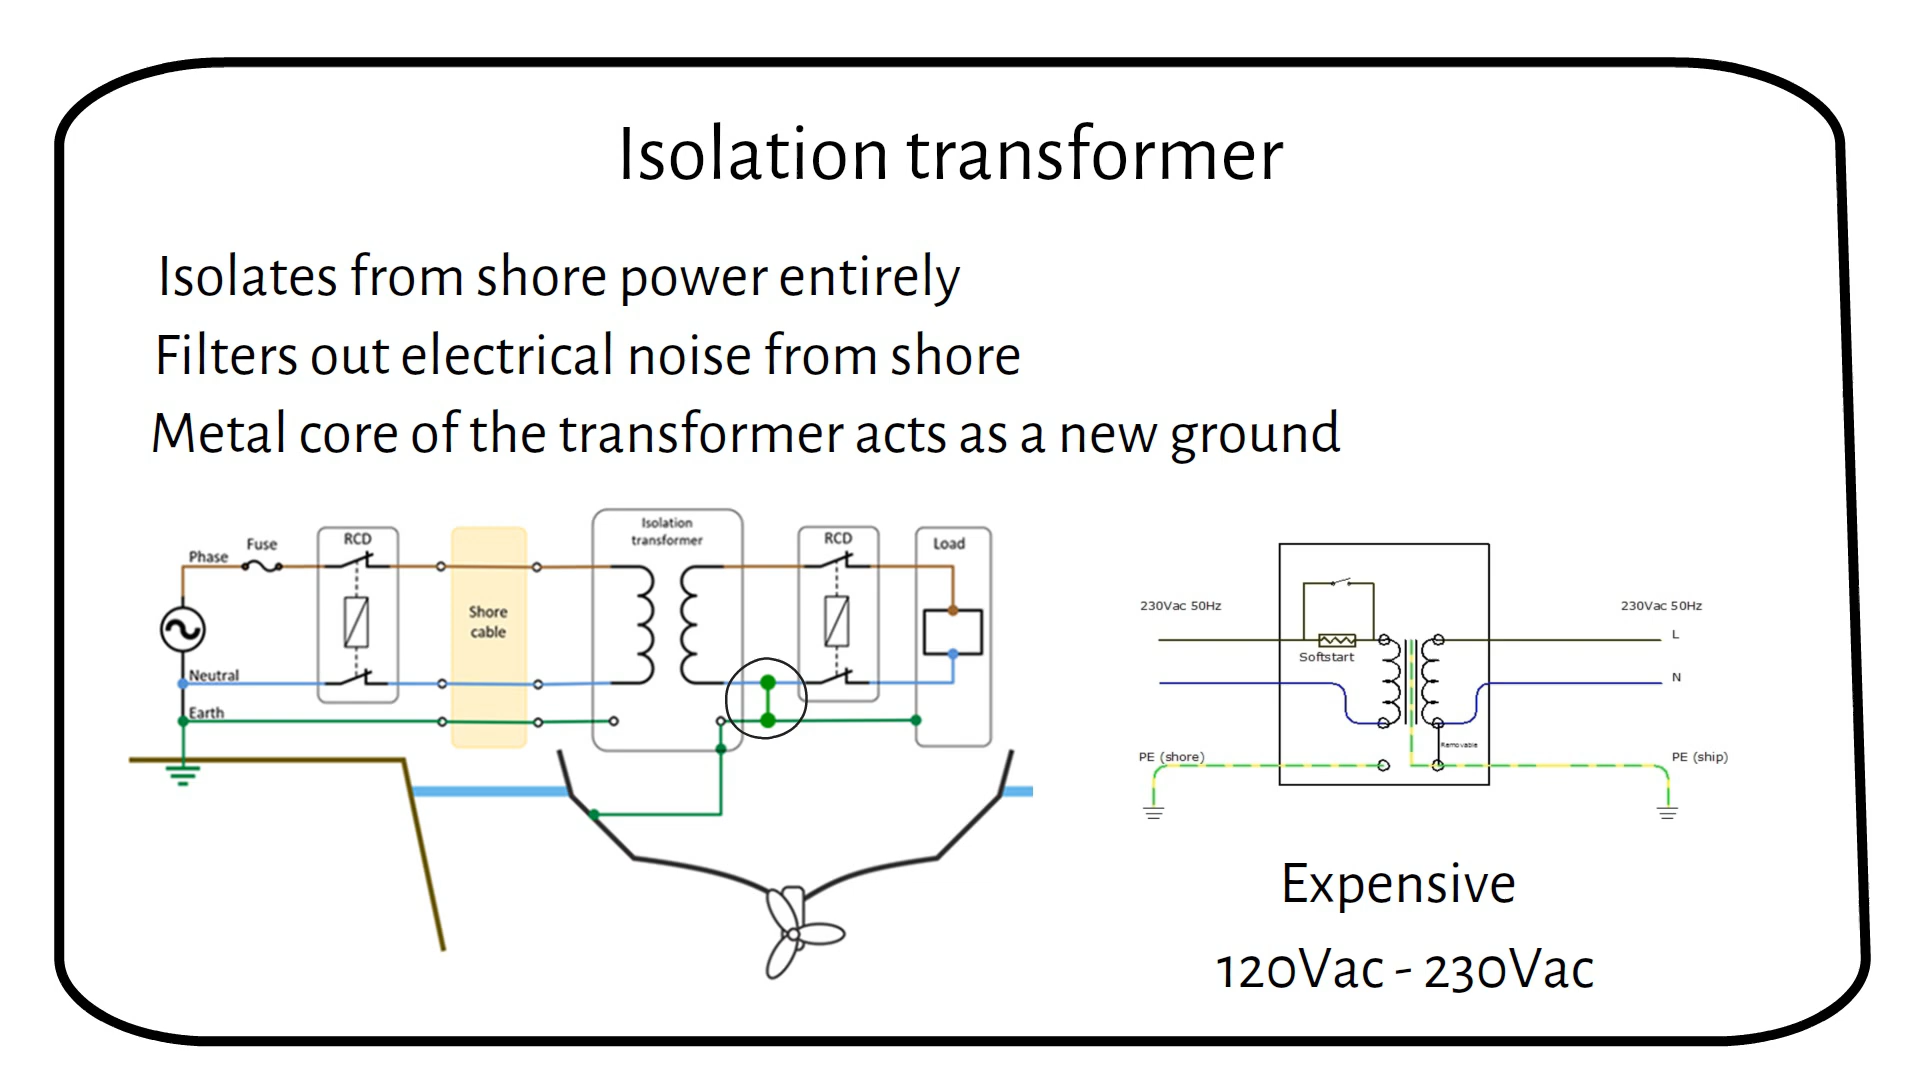 Isolation transformer
Isolates from shore power entirely
Filters out electrical noise from shore
Metal core of the transformer acts as a new ground
Phase
Fuse
RCD
Shore
cable
Isolation
transformer
RCD
Load
Neutral
Earth
230Vac 50Hz
230Vac 50Hz
L
Softstart
N
Removable
PE (shore)
PE (ship)
Expensive
120Vac - 230Vac